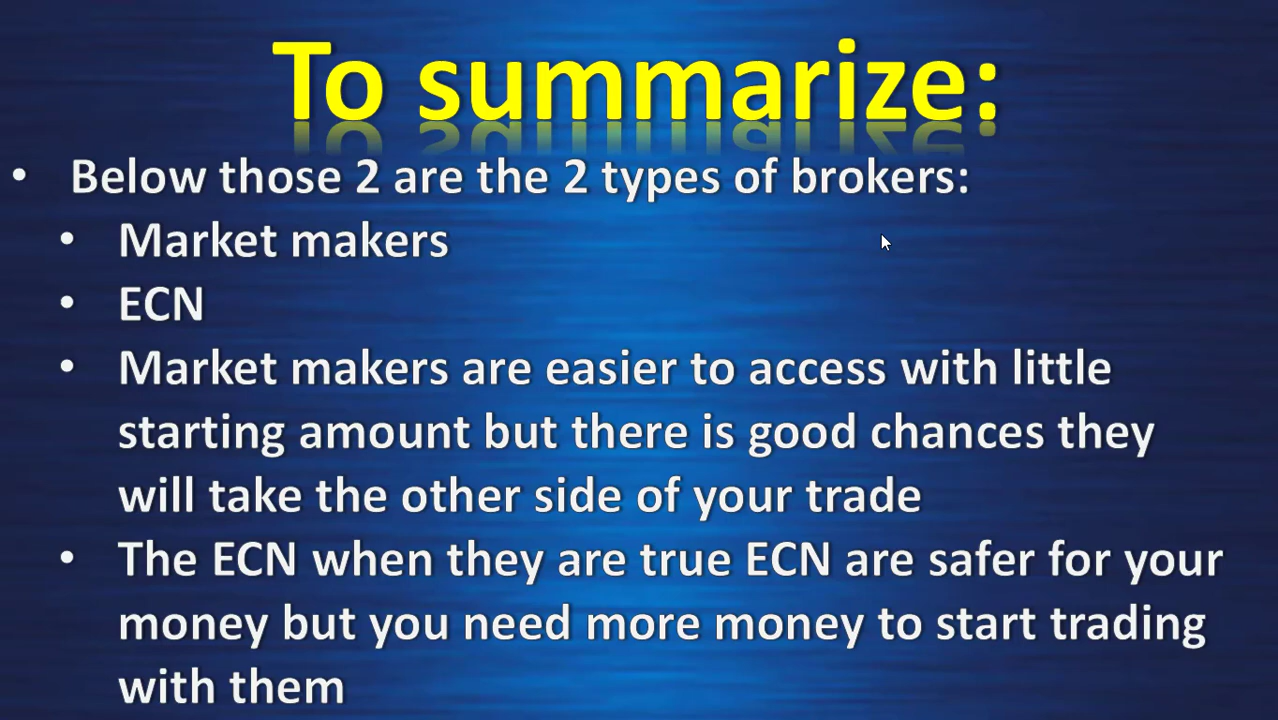 To summarize:
• Below those 2 are the 2 types of brokers:
• Market makers
• ECN
• Market makers are easier to access with little
starting amount but there is good chances they
will take the other side of your trade
• The ECN when they are true ECN are safer for your
money but you need more money to start trading
with them